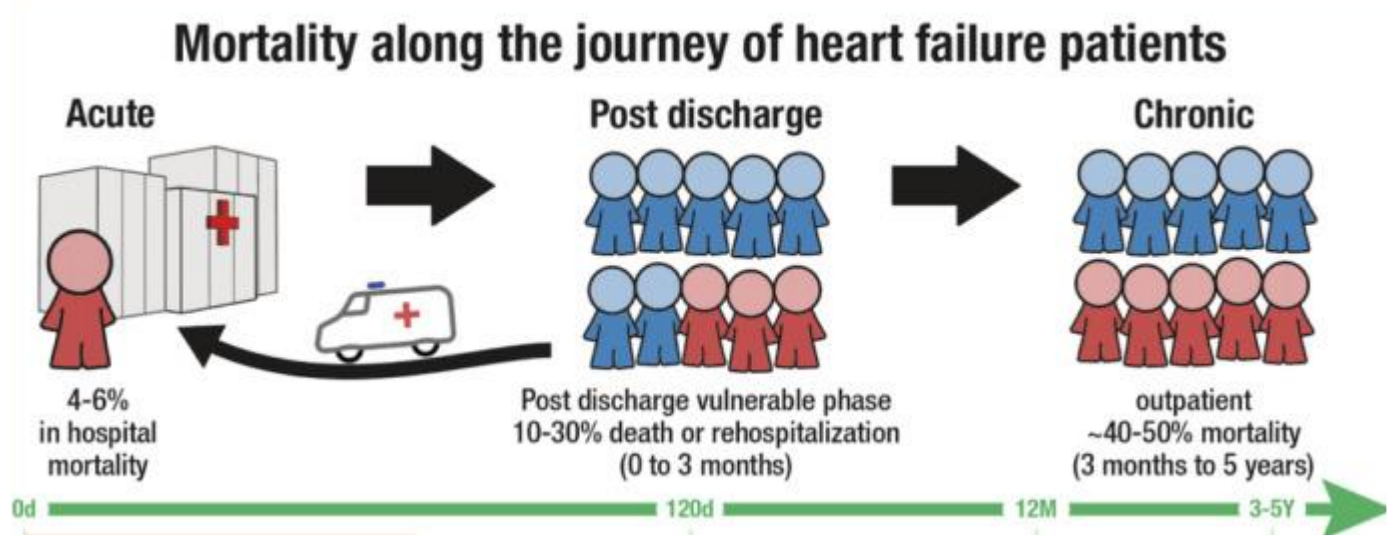 Mortality along the journey of heart failure patients
Acute
Post discharge
Chronic
4-6%
in hospital
mortality
Post discharge vulnerable phase
10-30% death or rehospitalization
(0 to 3 months)
outpatient
~40-50% mortality
(3 months to 5 years)
0d
120d
12M
3-5Y